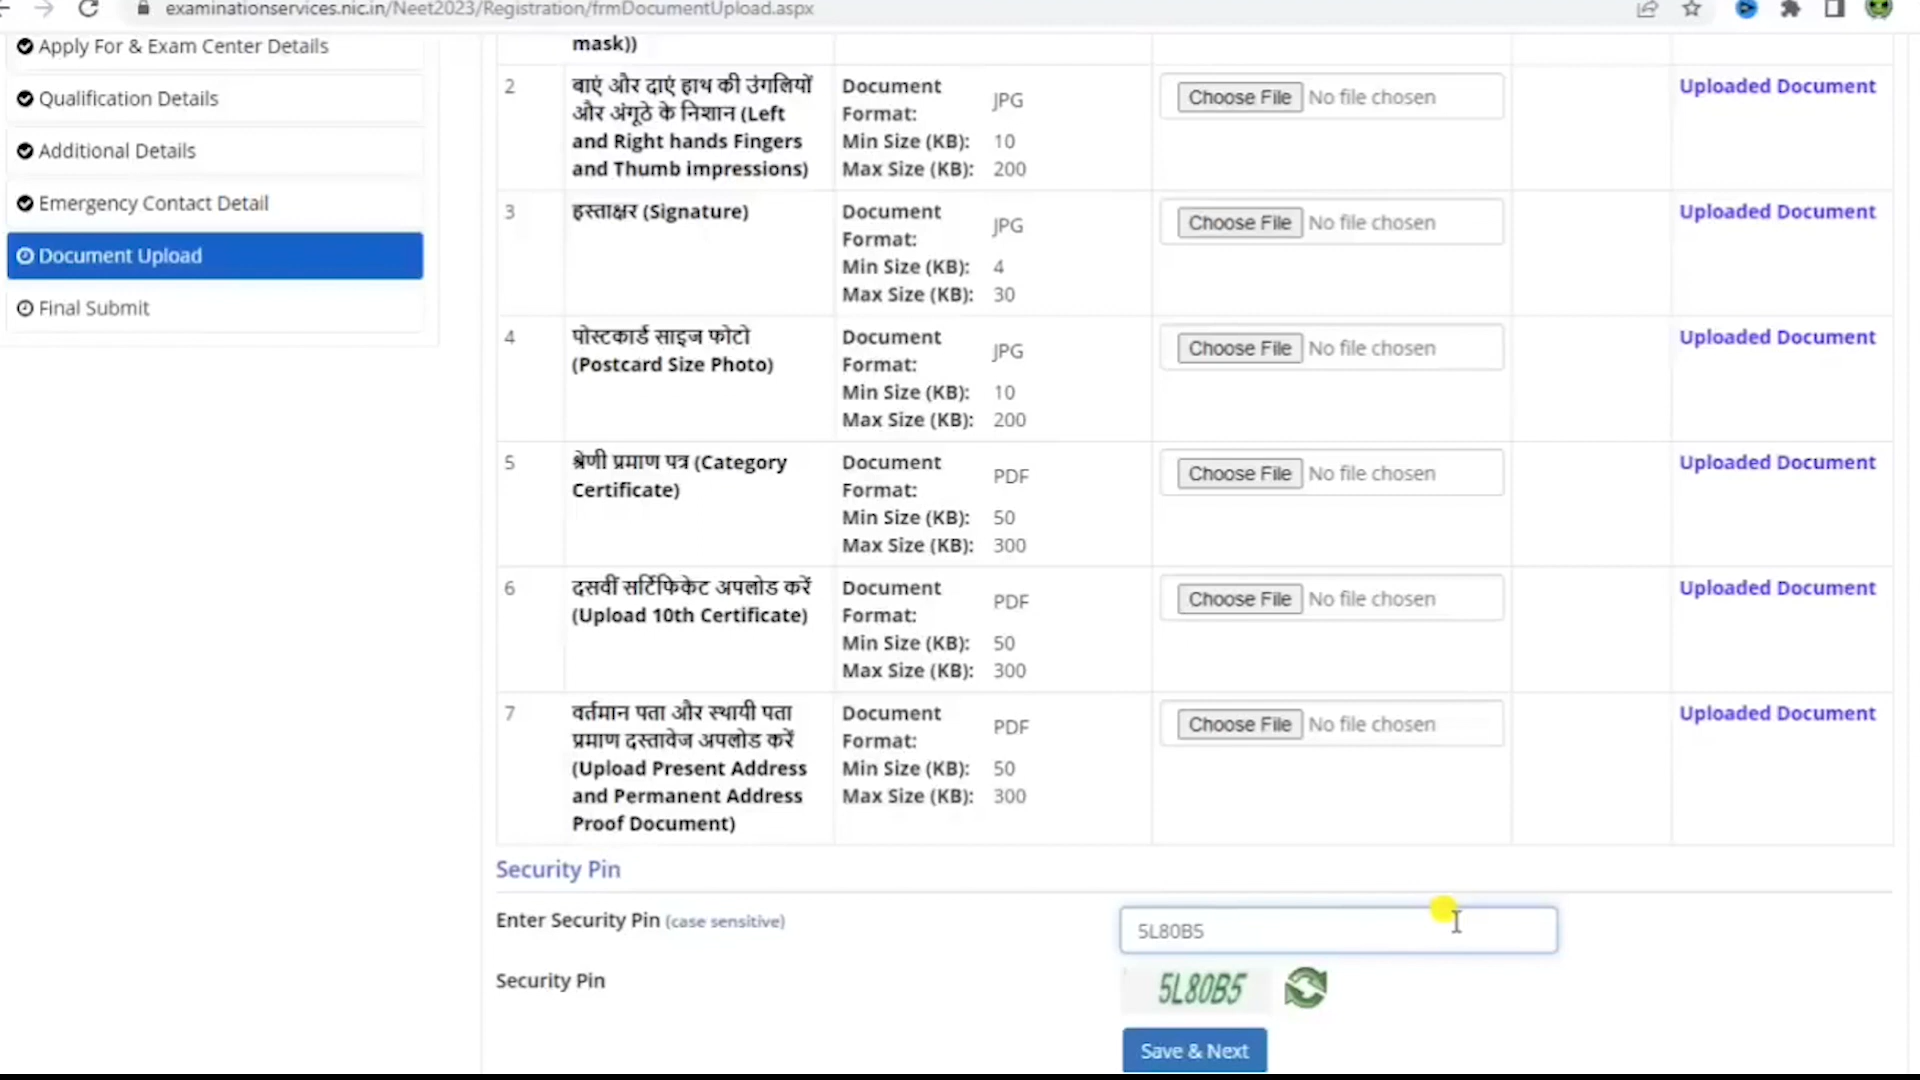 examinationservices.nic.in/Neet2023/Registration/frmDocumentUpload.aspx
Apply For & Exam Center Details
Qualification Details
Additional Details
Emergency Contact Detail
Document Upload
Final Submit
mask))
2
बाएं और दाएं हाथ की उंगलियों
और अंगूठे के निशान (Left
and Right hands Fingers
and Thumb impressions)
Document
Format:
JPG
Min Size (KB): 10
Max Size (KB): 200
Choose File No file chosen
Uploaded Document
3
हस्ताक्षर (Signature)
Document
Format:
JPG
Min Size (KB): 4
Max Size (KB): 30
Choose File No file chosen
Uploaded Document
4
पोस्टकार्ड साइज फोटो
(Postcard Size Photo)
Document
Format:
JPG
Min Size (KB): 10
Max Size (KB): 200
Choose File No file chosen
Uploaded Document
5
श्रेणी प्रमाण पत्र (Category
Certificate)
Document
Format:
PDF
Min Size (KB): 50
Max Size (KB): 300
Choose File No file chosen
Uploaded Document
6
दसवीं सर्टिफिकेट अपलोड करें
(Upload 10th Certificate)
Document
Format:
PDF
Min Size (KB): 50
Max Size (KB): 300
Choose File No file chosen
Uploaded Document
7
वर्तमान पता और स्थायी पता
प्रमाण दस्तावेज अपलोड करें
(Upload Present Address
and Permanent Address
Proof Document)
Document
Format:
PDF
Min Size (KB): 50
Max Size (KB): 300
Choose File No file chosen
Uploaded Document
Security Pin
Enter Security Pin (case sensitive)
5L80B5
Security Pin
5L80B5
Save & Next